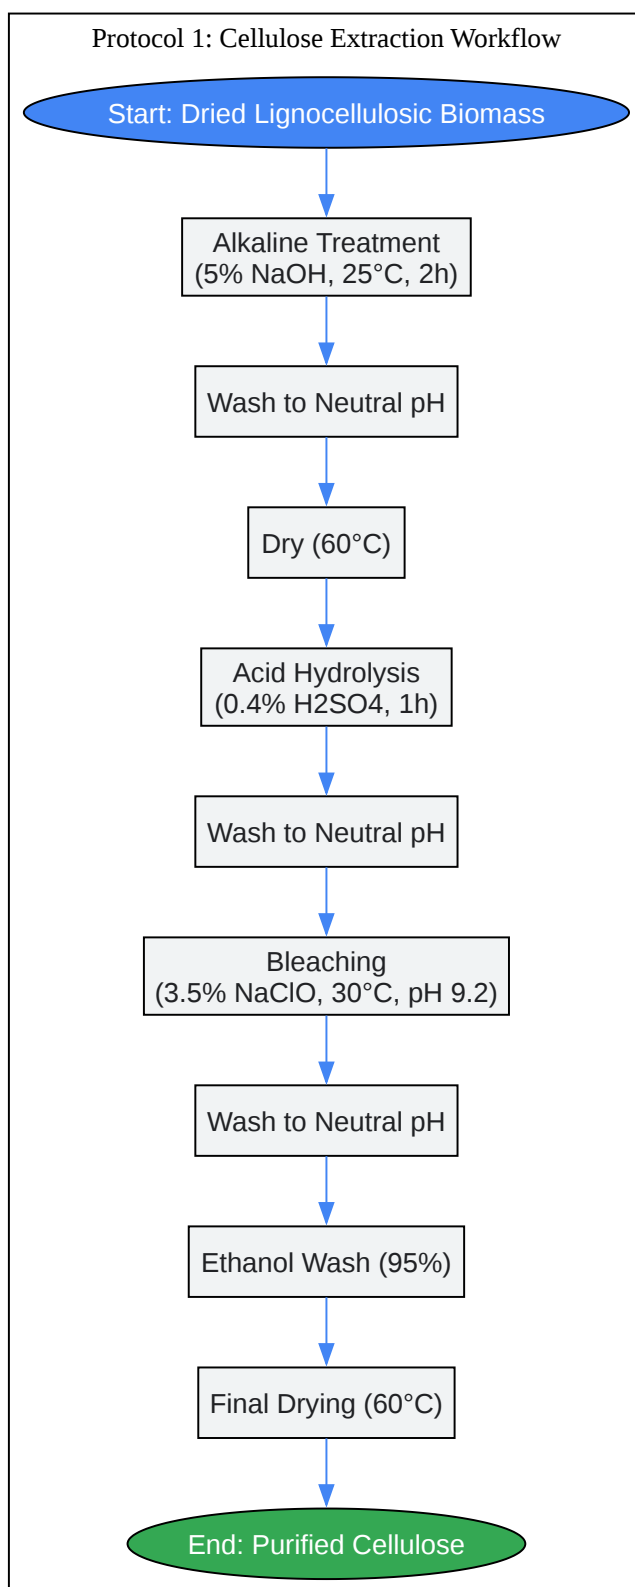 Protocol 1: Cellulose Extraction Workflow
Start: Dried Lignocellulosic Biomass
Alkaline Treatment
(5% NaOH, 25°C, 2h)
Wash to Neutral pH
Dry (60°C)
Acid Hydrolysis
(0.4% H2SO4, 1h)
Wash to Neutral pH
Bleaching
(3.5% NaClO, 30°C, pH 9.2)
Wash to Neutral pH
Ethanol Wash (95%)
Final Drying (60°C)
End: Purified Cellulose